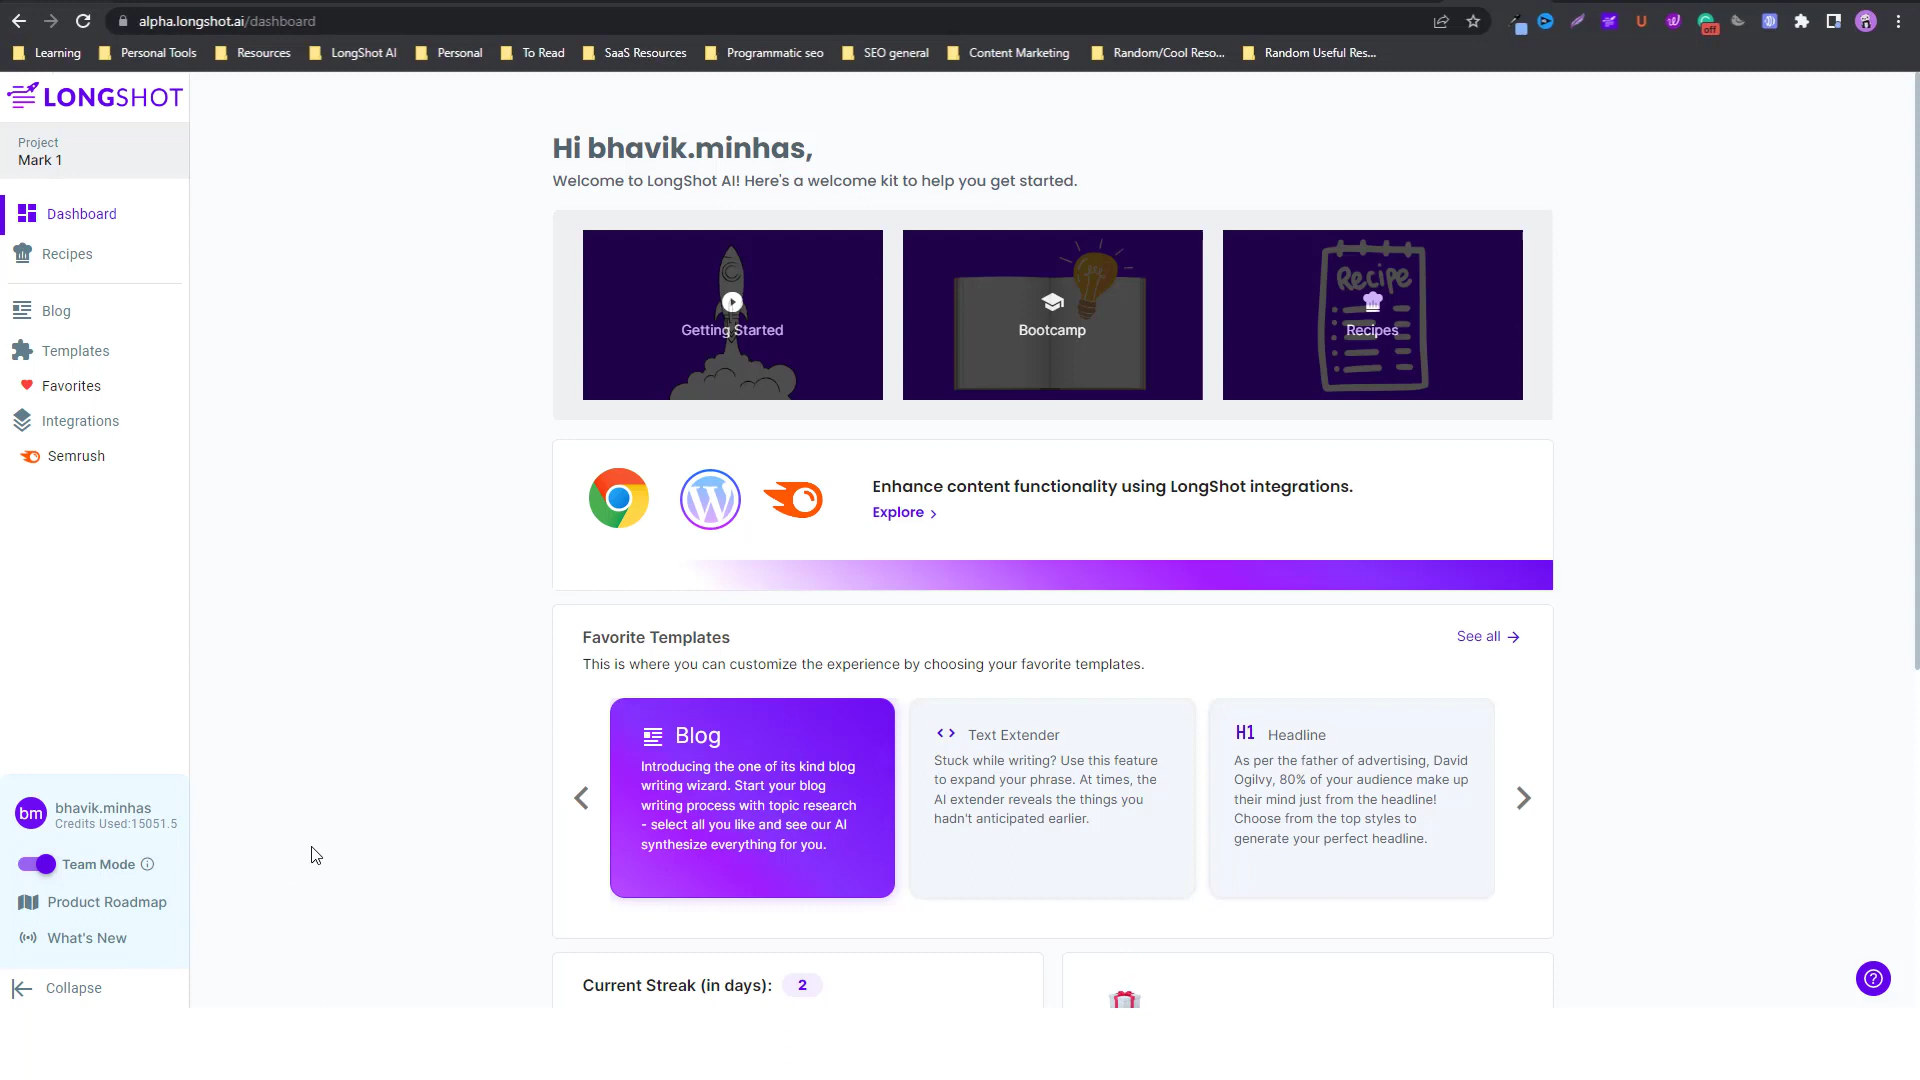 alpha.longshot.ai/dashboard
off
Learning
Personal Tools
Resources
LongShot AI
Personal
To Read
SaaS Resources
Programmatic seo
SEO general
Content Marketing
Random/Cool Reso...
Random Useful Res...
LONGSHOT
Project
Mark 1
Dashboard
Recipes
Blog
Templates
Favorites
Integrations
Semrush
bm
bhavik.minhas
Credits Used:15051.5
Team Mode
Product Roadmap
What's New
Collapse
Hi bhavik.minhas,
Welcome to LongShot AI! Here's a welcome kit to help you get started.
Getting Started
Bootcamp
Recipe
Recipes
Enhance content functionality using LongShot integrations.
Explore
Favorite Templates
See all
This is where you can customize the experience by choosing your favorite templates.
Blog
Introducing the one of its kind blog
writing wizard. Start your blog
writing process with topic research
- select all you like and see our AI
synthesize everything for you.
Text Extender
Stuck while writing? Use this feature
to expand your phrase. At times, the
AI extender reveals the things you
hadn't anticipated earlier.
H1 Headline
As per the father of advertising, David
Ogilvy, 80% of your audience make up
their mind just from the headline!
Choose from the top styles to
generate your perfect headline.
Current Streak (in days): 2